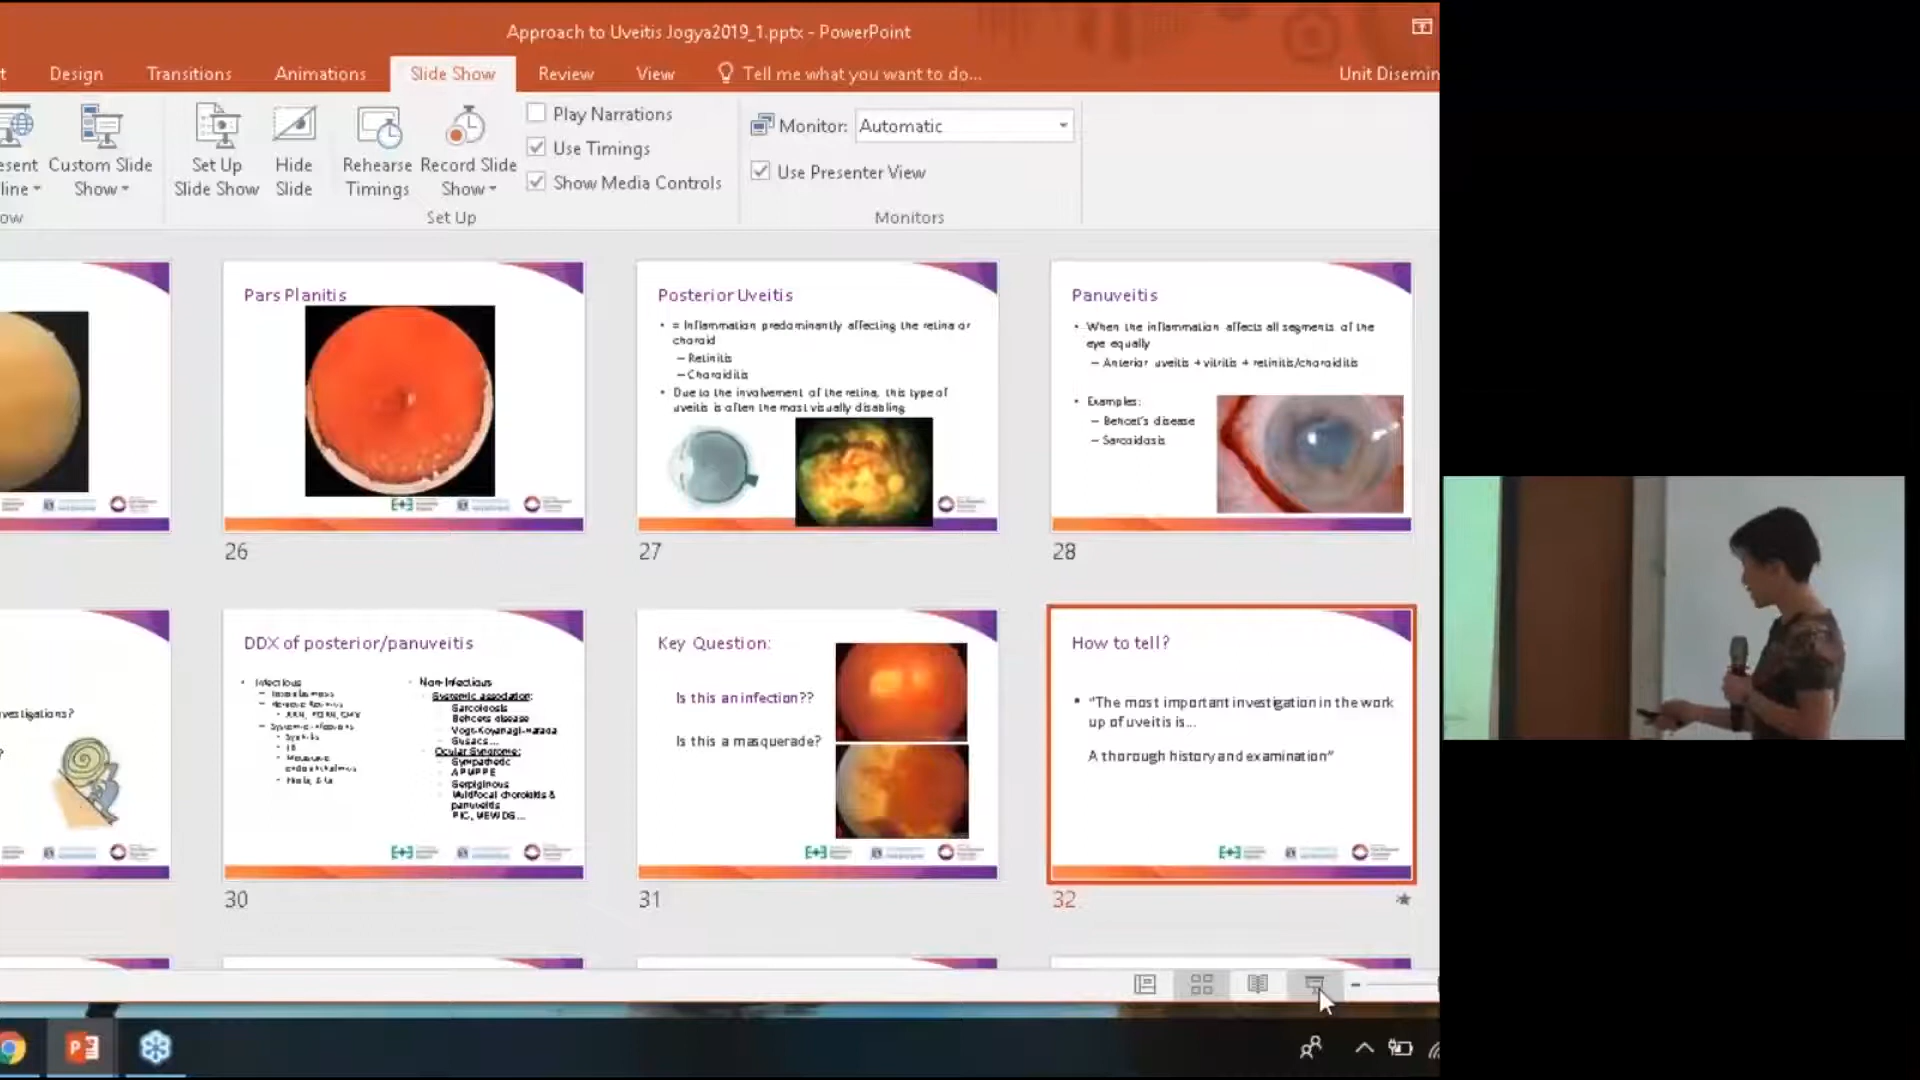 Approach to Uveitis Jogya2019_1.pptx - PowerPoint
t Design Transitions Animations Slide Show Review View Tell me what you want to do...
Play Narrations
Use Timings
Show Media Controls
Custom Slide
Show
Set Up
Slide Show
Hide
Slide
Rehearse
Timings
Record Slide
Show
Set Up
Monitor: Automatic
Use Presenter View
Monitors
Pars Planitis
26
Posterior Uveitis
• = Inflammation predominantly affecting the retina or
choroid
– Retinitis
– Choroiditis
• Due to the involvement of the retina, this type of
uveitis is often the most visually disabling
27
Panuveitis
• When the inflammation affects all segments of the
eye equally
– Anterior uveitis + vitritis + retinitis/choroiditis
• Examples:
– Behcet's disease
– Sarcoidosis
28
vestigations?
?
DDX of posterior/panuveitis
• Infectious
– Systemic infections
Non-Infectious
Systemic association:
Sarcoidosis
Behcets disease
Vogt-Koyanagi-Harada
Ocular Syndrome:
Sympathetic
APMPPE
Serpiginous
Multifocal choroiditis &
panuveitis
PIC, MEWDS...
30
Key Question:
Is this an infection??
Is this a masquerade?
31
How to tell?
• “The most important investigation in the work
up of uveitis is...
A thorough history and examination”
32